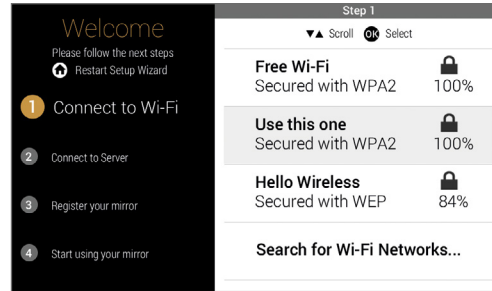 Welcome
Please follow the next steps
Restart Setup Wizard
1 Connect to Wi-Fi
2 Connect to Server
3 Register your mirror
4 Start using your mirror
Step 1
▼▲ Scroll OK Select
Free Wi-Fi
Secured with WPA2 100%
Use this one
Secured with WPA2 100%
Hello Wireless
Secured with WEP 84%
Search for Wi-Fi Networks...